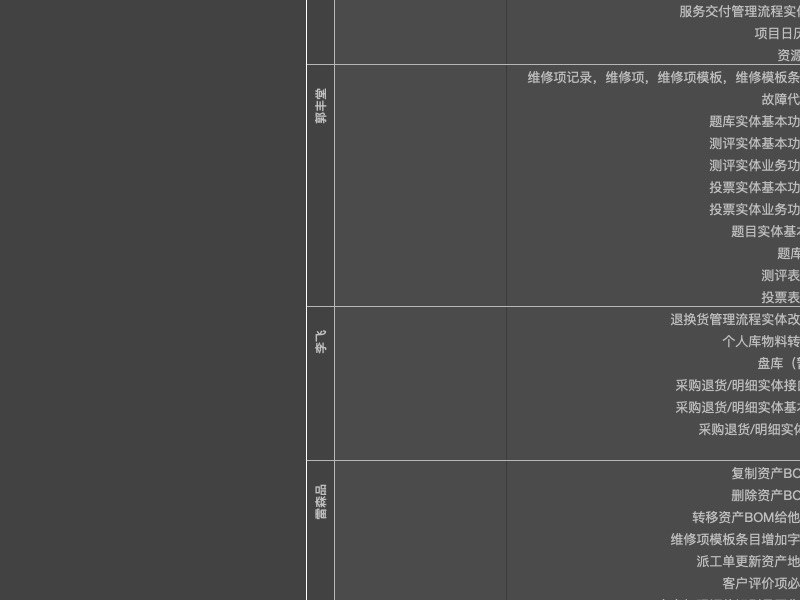 服务交付管理流程实
项目日
资源
郭丰堂
维修项记录，维修项，维修项模板，维修模板条
故障代
题库实体基本功
测评实体基本功
测评实体业务功
投票实体基本功
投票实体业务功
题目实体基
题库
测评表
投票表
李飞
退换货管理流程实体改
个人库物料转
盘库（
采购退货/明细实体接
采购退货/明细实体基
采购退货/明细实
雷森品
复制资产BO
删除资产BO
转移资产BOM给他
维修项模板条目增加字
派工单更新资产地
客户评价项必